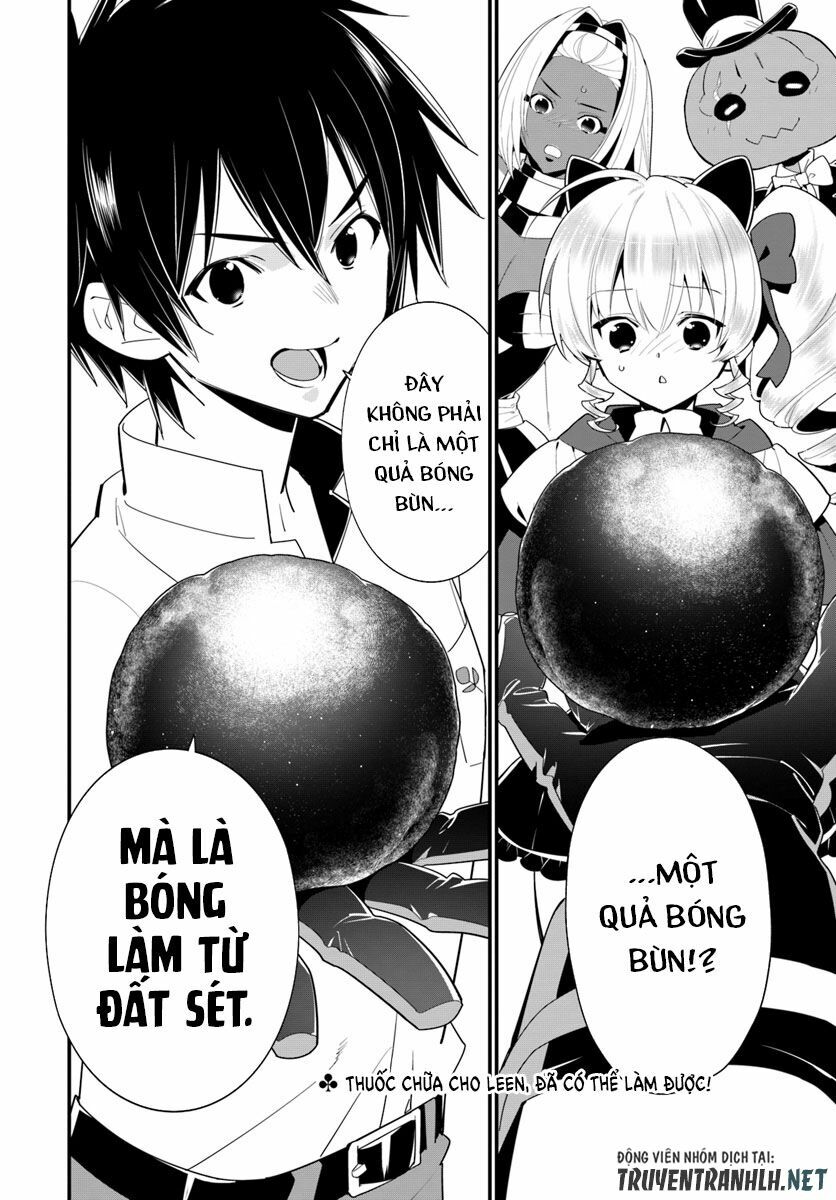 ...MỘT
QUẢ BÓNG
BÙN!?
ĐÂY
KHÔNG PHẢI
CHỈ LÀ MỘT
QUẢ BÓNG
BÙN...
MÀ LÀ
BÓNG
LÀM TỪ
ĐẤT SÉT.
♣ THUỐC CHỮA CHO LEEN, ĐÃ CÓ THỂ LÀM ĐƯỢC!
ĐỘNG VIÊN NHÓM DỊCH TẠI:
TRUYENTRANHLH.NET